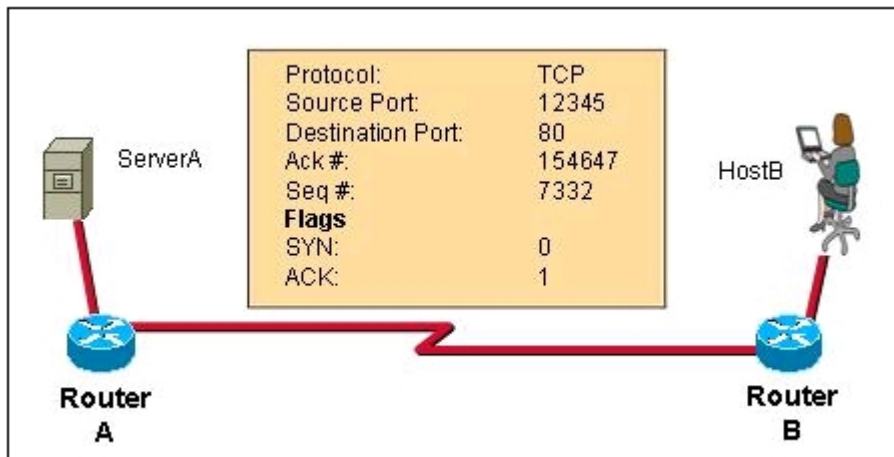 Protocol: TCP
Source Port: 12345
Destination Port: 80
Ack #: 154647
Seq #: 7332
Flags
SYN: 0
ACK: 1
ServerA
HostB
Router
A
Router
B